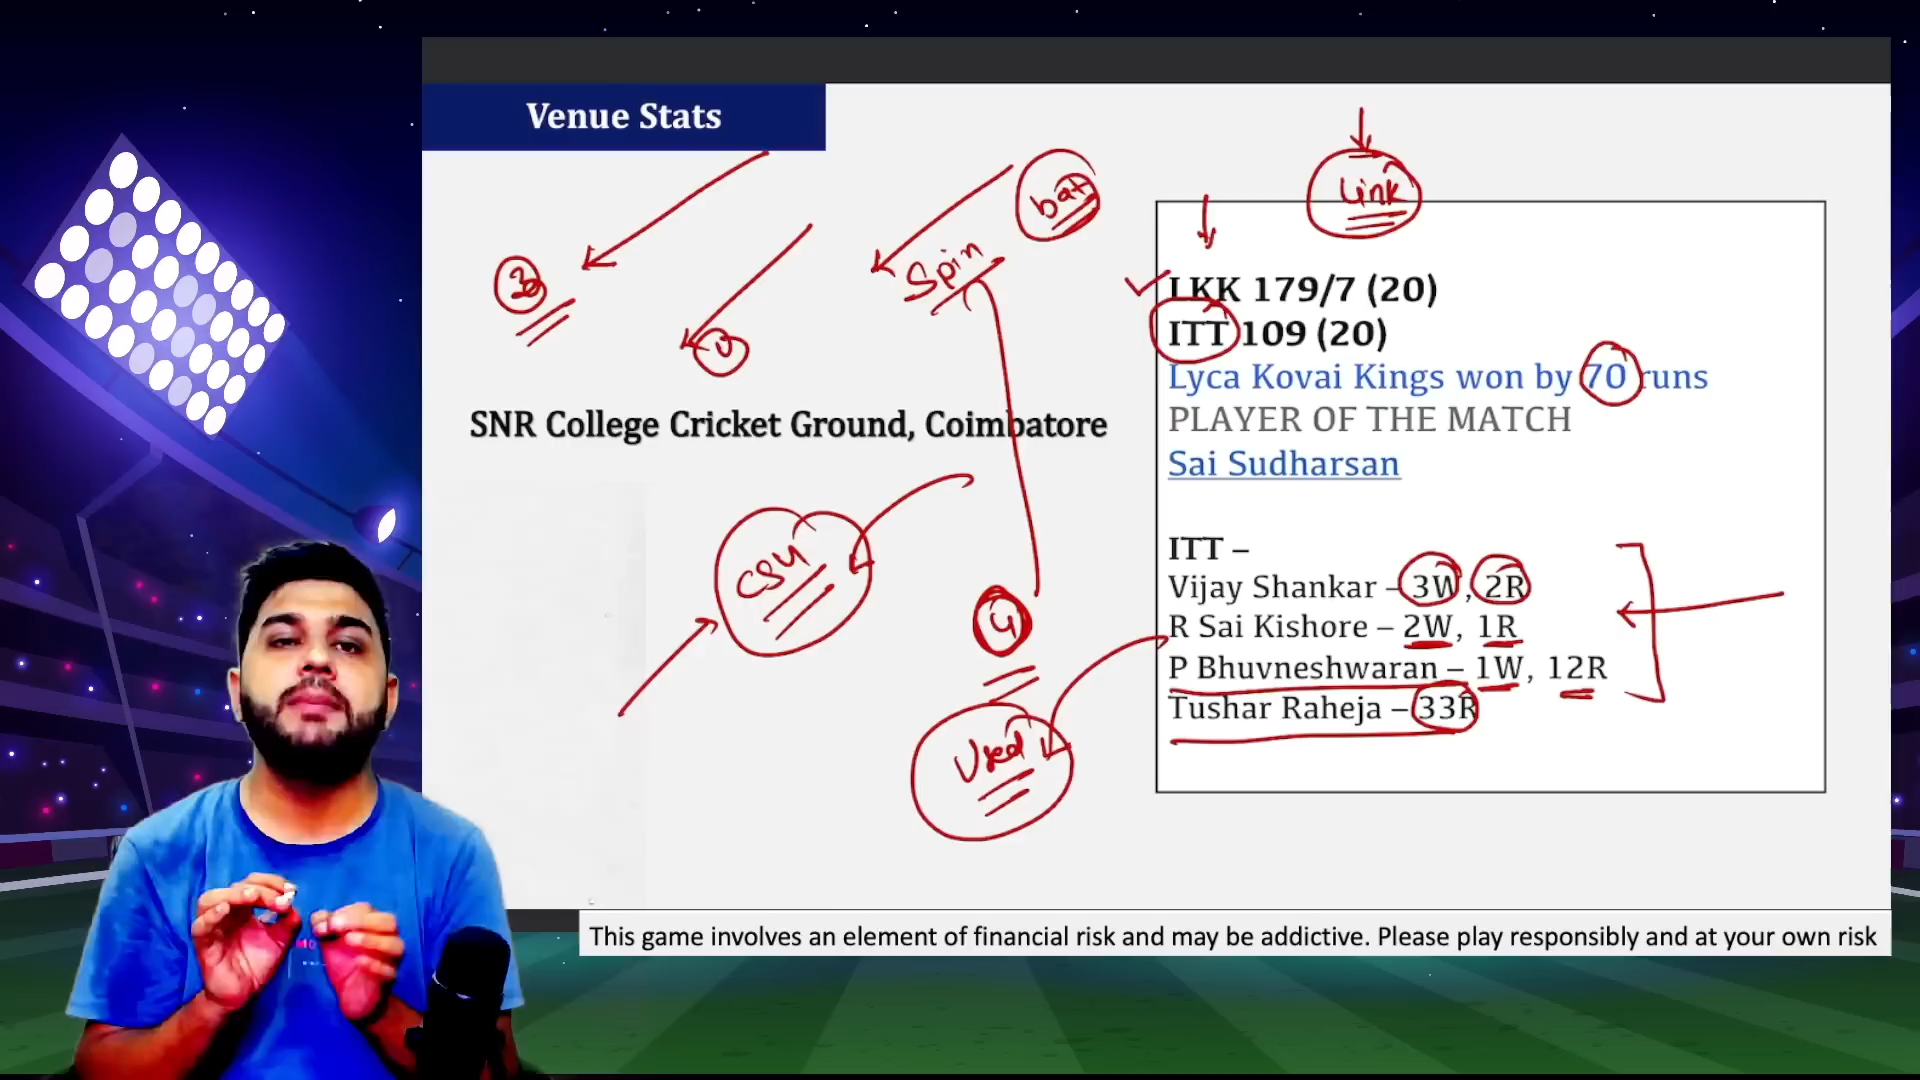 Venue Stats
Link
bat
Spin
LKK 179/7 (20)
ITT 109 (20)
Lyca Kovai Kings won by 70 runs
PLAYER OF THE MATCH
Sai Sudharsan
SNR College Cricket Ground, Coimbatore
ITT –
Vijay Shankar – 3W, 2R
R Sai Kishore – 2W, 1R
P Bhuvneshwaran – 1W, 12R
Tushar Raheja – 33R
Used
This game involves an element of financial risk and may be addictive. Please play responsibly and at your own risk